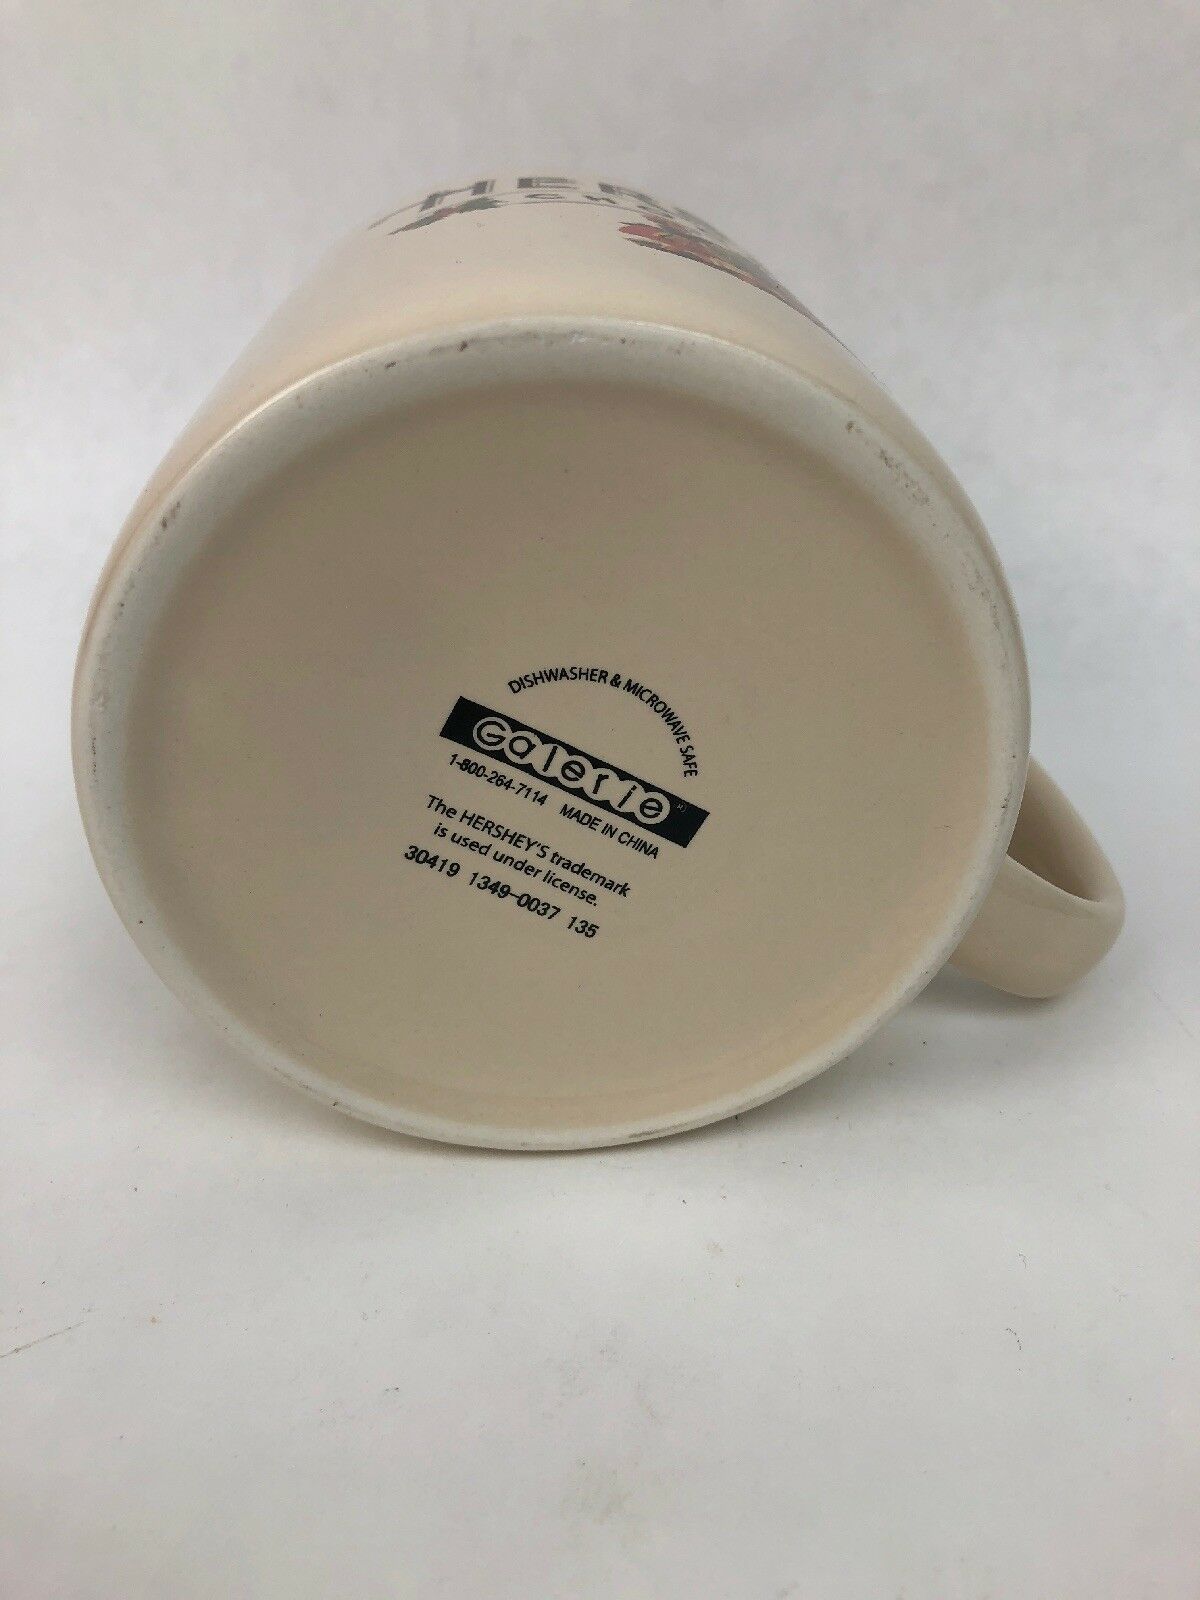 HER
DISHWASHER & MICROWAVE SAFE
Galerie
1-800-264-7114 MADE IN CHINA
The HERSHEY'S trademark
is used under license.
30419 1349-0037 135